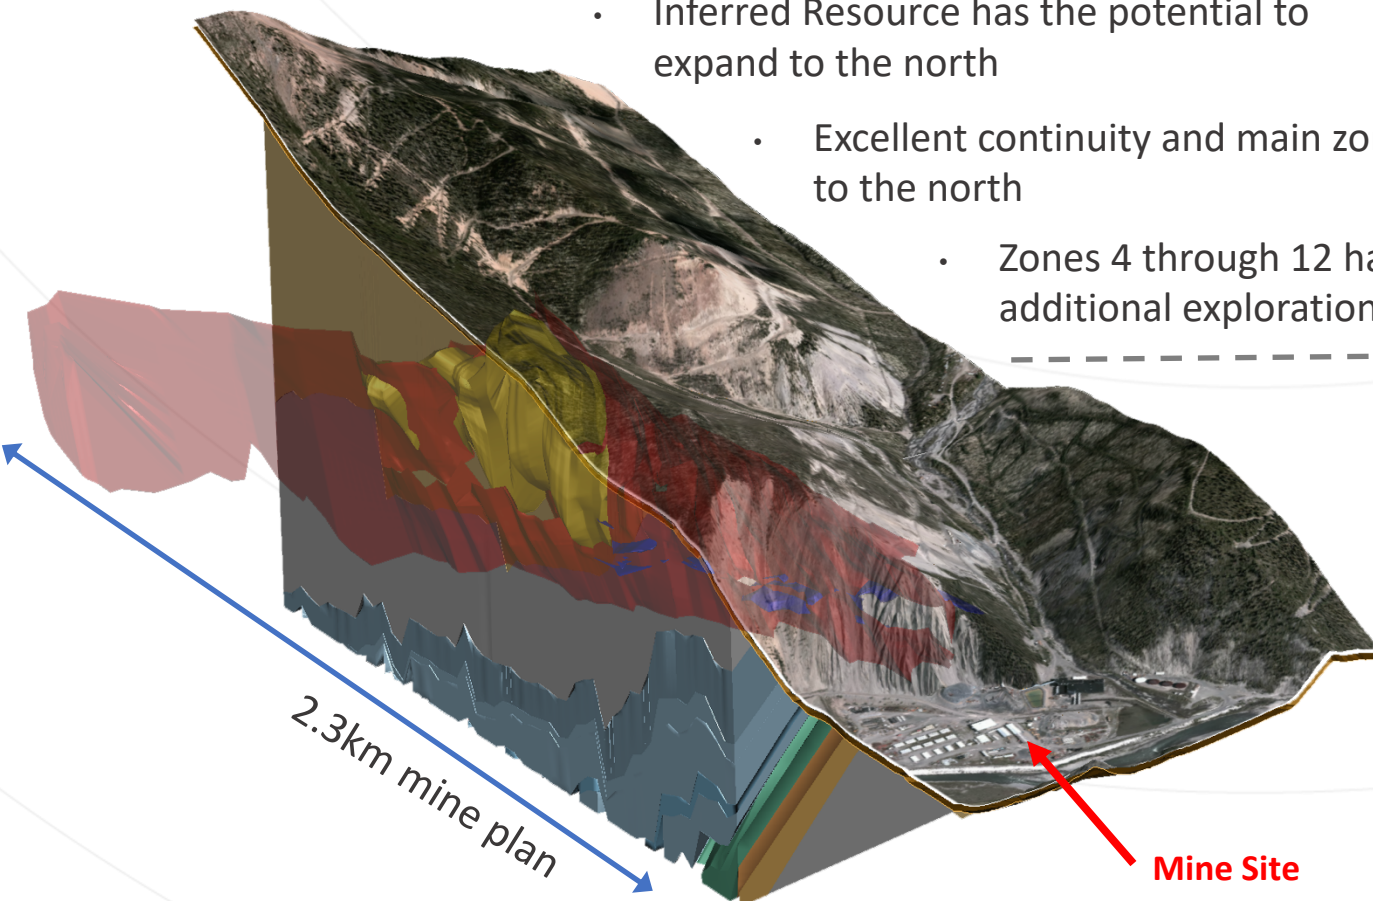 • Inferred Resource has the potential to
expand to the north
• Excellent continuity and main
to the north
• Zones 4 through 12
additional exploration
2.3km mine plan
Mine Site